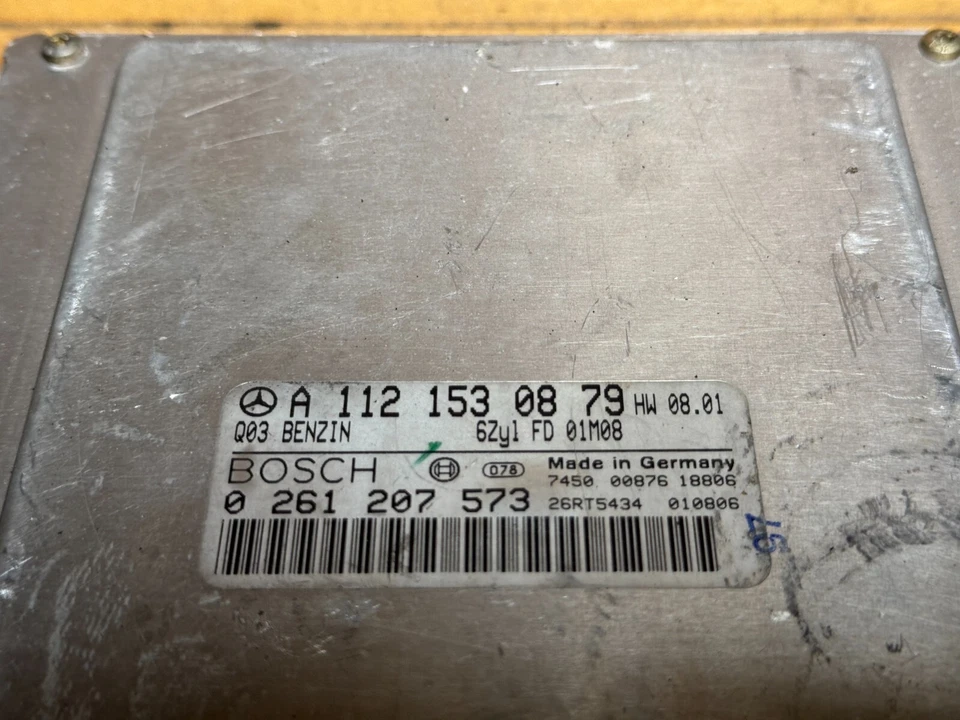 A 112 153 08 79 HW 08.01
Q03 BENZIN 6Zyl FD 01M08
BOSCH 078 Made in Germany
7450 00876 18806
0 261 207 573 26RT5434 010806